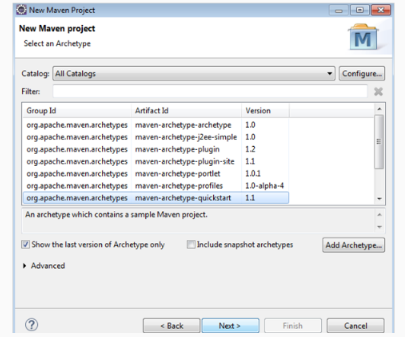 New Maven Project
New Maven project
Select an Archetype
M
Catalog: All Catalogs Configure...
Filter:
Group Id Artifact Id Version
org.apache.maven.archetypes maven-archetype-archetype 1.0
org.apache.maven.archetypes maven-archetype-j2ee-simple 1.0
org.apache.maven.archetypes maven-archetype-plugin 1.2
org.apache.maven.archetypes maven-archetype-plugin-site 1.1
org.apache.maven.archetypes maven-archetype-portlet 1.0.1
org.apache.maven.archetypes maven-archetype-profiles 1.0-alpha-4
org.apache.maven.archetypes maven-archetype-quickstart 1.1
An archetype which contains a sample Maven project.
Show the last version of Archetype only Include snapshot archetypes Add Archetype...
Advanced
? < Back Next > Finish Cancel